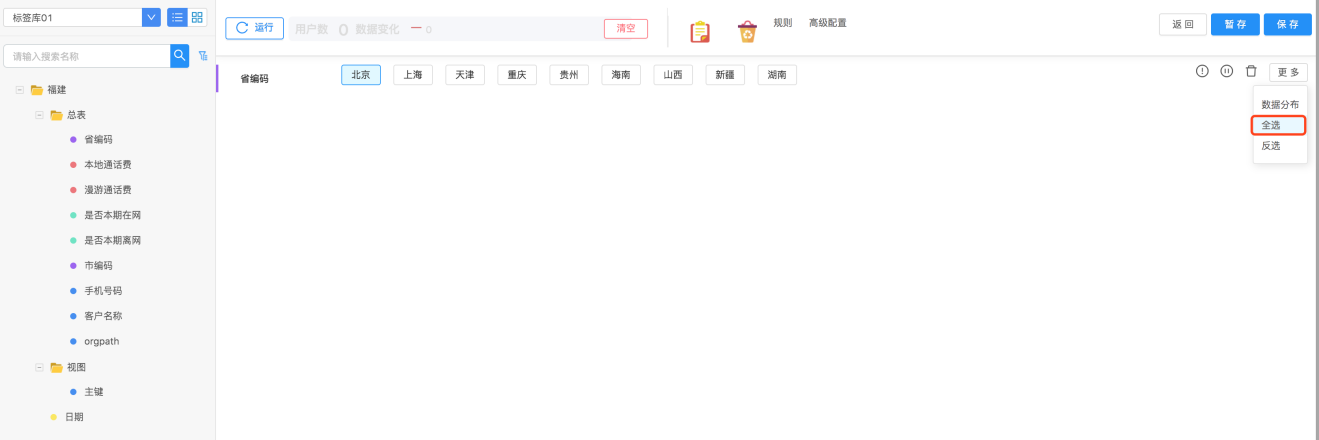 标签库01
运行
用户数 0 数据变化 一 0
清空
规则
高级配置
返回
暂存
保存
请输入搜索名称
省编码
北京
上海
天津
重庆
贵州
海南
山西
新疆
湖南
更多
数据分布
全选
反选
福建
总表
省编码
本地通话费
漫游通话费
是否本期在网
是否本期离网
市编码
手机号码
客户名称
orgpath
视图
主键
日期